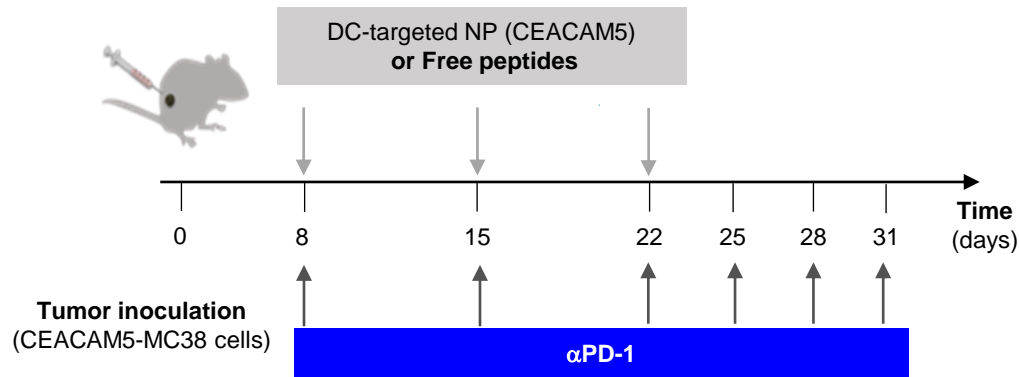 DC-targeted NP (CEACAM5)
or Free peptides
0
8
15
22
25
28
31
Time
(days)
Tumor inoculation
(CEACAM5-MC38 cells)
αPD-1